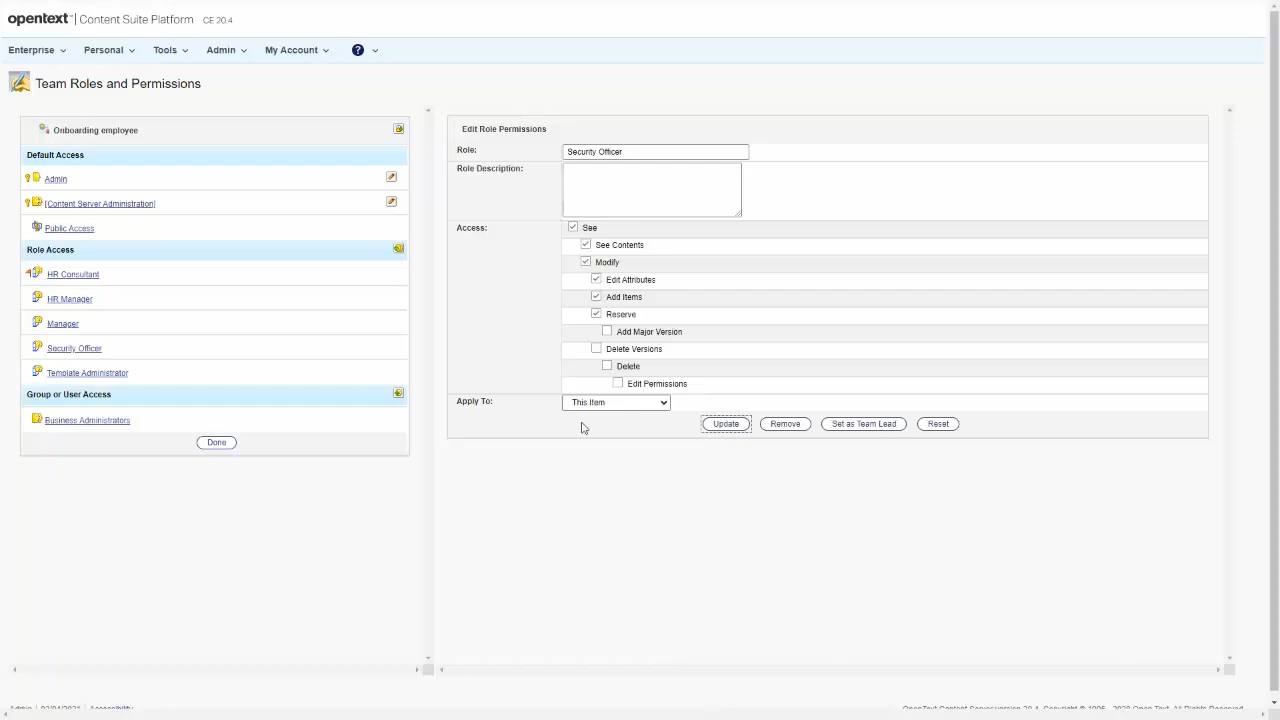 opentext™ | Content Suite Platform CE 20.4
Enterprise Personal Tools Admin My Account ?
Team Roles and Permissions
Onboarding employee
Default Access
Admin
[Content Server Administration]
Public Access
Role Access
HR Consultant
HR Manager
Manager
Security Officer
Template Administrator
Group or User Access
Business Administrators
Done
Edit Role Permissions
Role: Security Officer
Role Description:
Access: See
See Contents
Modify
Edit Attributes
Add Items
Reserve
Add Major Version
Delete Versions
Delete
Edit Permissions
Apply To: This Item
Update Remove Set as Team Lead Reset